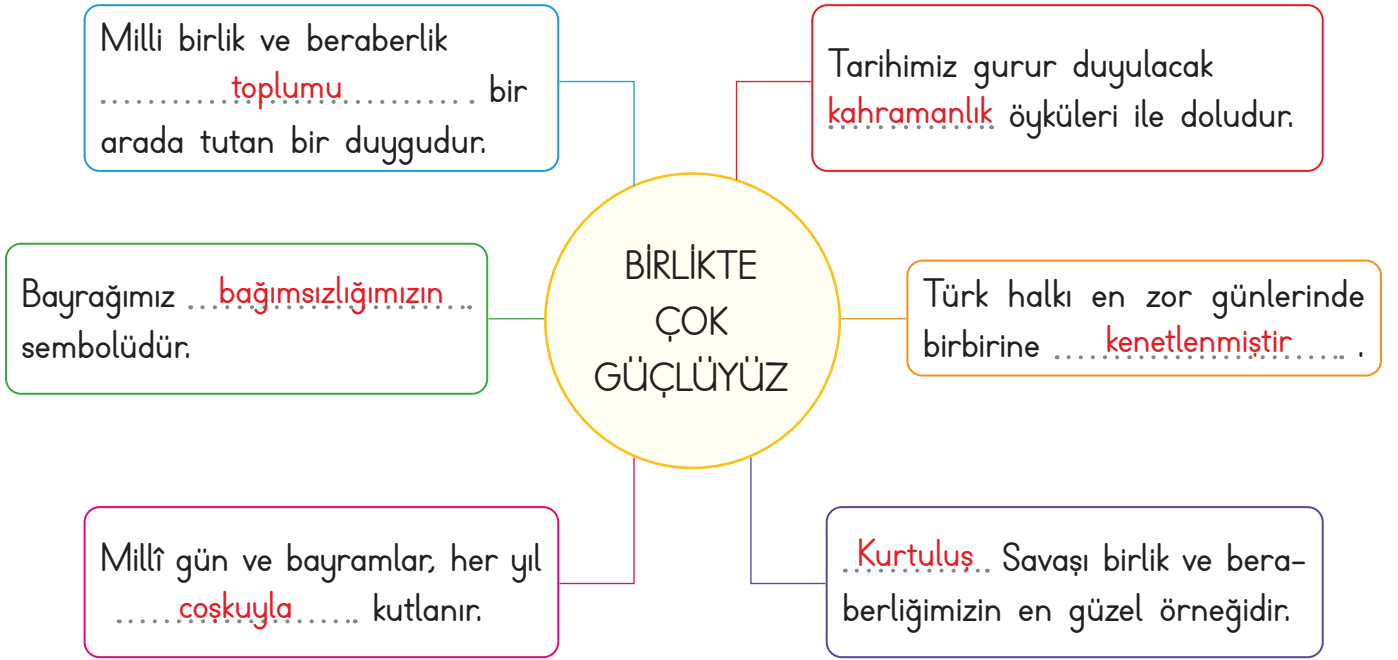 Milli birlik ve beraberlik
toplumu bir
arada tutan bir duygudur.
Tarihimiz gurur duyulacak
kahramanlık öyküleri ile doludur.
Bayrağımız bağımsızlığımızın
sembolüdür.
BİRLİKTE
ÇOK
GÜÇLÜYÜZ
Türk halkı en zor günlerinde
birbirine kenetlenmiştir .
Millî gün ve bayramlar, her yıl
coşkuyla kutlanır.
Kurtuluş Savaşı birlik ve bera-
berliğimizin en güzel örneğidir.